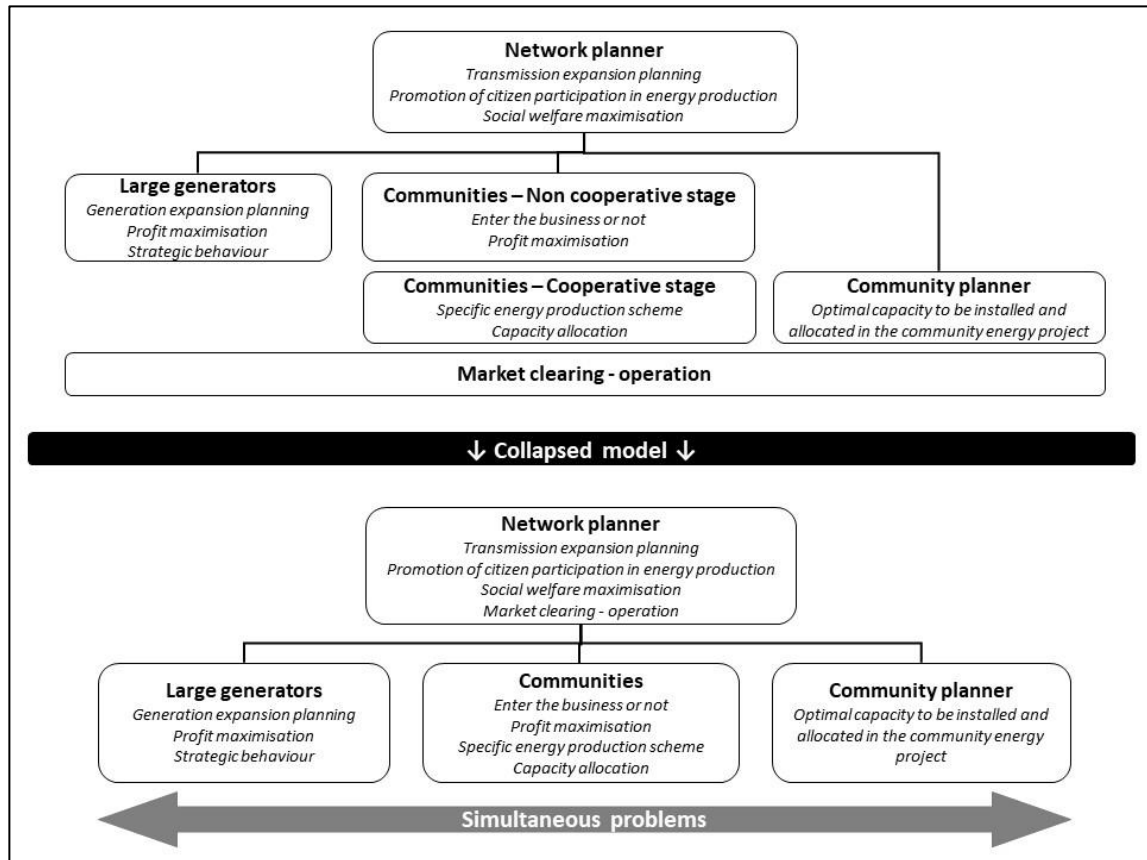 Network planner
Transmission expansion planning
Promotion of citizen participation in energy production
Social welfare maximisation
Large generators
Generation expansion planning
Profit maximisation
Strategic behaviour
Communities – Non cooperative stage
Enter the business or not
Profit maximisation
Communities – Cooperative stage
Specific energy production scheme
Capacity allocation
Community planner
Optimal capacity to be installed and
allocated in the community energy project
Market clearing - operation
↓ Collapsed model ↓
Network planner
Transmission expansion planning
Promotion of citizen participation in energy production
Social welfare maximisation
Market clearing - operation
Large generators
Generation expansion planning
Profit maximisation
Strategic behaviour
Communities
Enter the business or not
Profit maximisation
Specific energy production scheme
Capacity allocation
Community planner
Optimal capacity to be installed and
allocated in the community energy
project
Simultaneous problems